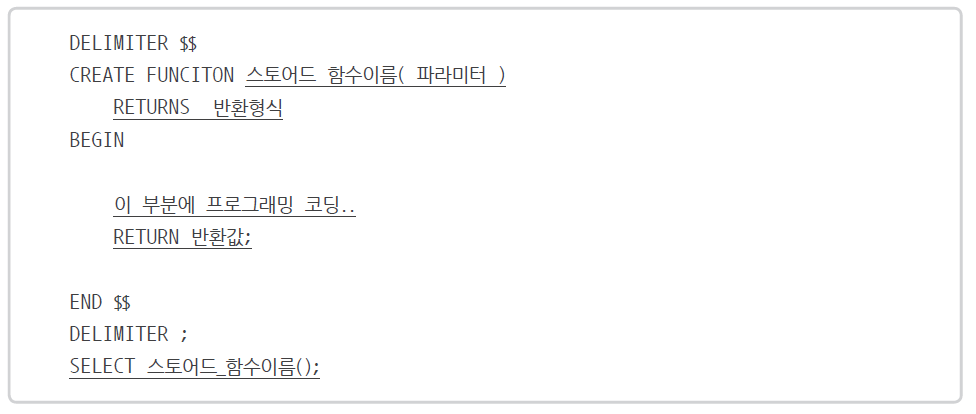 DELIMITER $$
CREATE FUNCITON 스토어드 함수이름( 파라미터 )
RETURNS 반환형식
BEGIN
이 부분에 프로그래밍 코딩..
RETURN 반환값;
END $$
DELIMITER ;
SELECT 스토어드_함수이름();